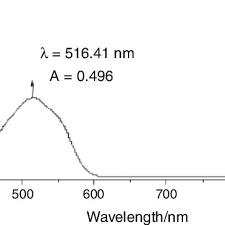 λ = 516.41 nm
A = 0.496
500 600 700
Wavelength/nm